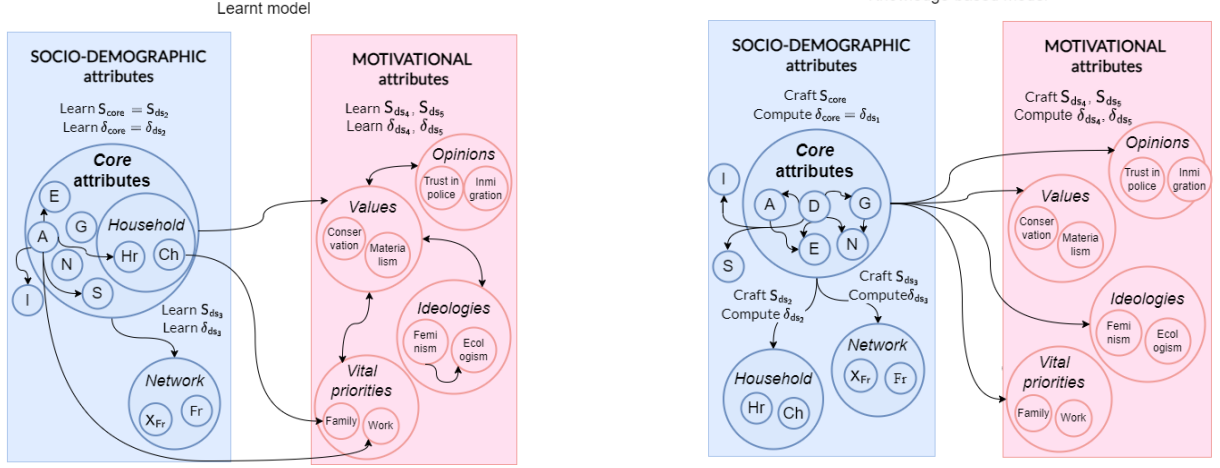 Learnt model
SOCIO-DEMOGRAPHIC
attributes
Learn S_core = S_ds₂
Learn δ_core = δ_ds₂
Core
attributes
E
G
A
N
I
S
Household
Hr
Ch
Learn S_ds₃
Learn δ_ds₃
Network
X_Fr
Fr
MOTIVATIONAL
attributes
Learn S_ds₄, S_ds₅
Learn δ_ds₄, δ_ds₅
Opinions
Trust in
police
Inmi
gration
Values
Conser
vation
Materia
lism
Ideologies
Femi
nism
Ecol
ogism
Vital
priorities
Family
Work
SOCIO-DEMOGRAPHIC
attributes
Craft S_core
Compute δ_core = δ_ds₁
Core
attributes
I
A
D
G
E
N
S
Craft S_ds₂
Compute δ_ds₂
Craft S_ds₃
Computeδ_ds₃
Household
Hr
Ch
Network
X_Fr
Fr
MOTIVATIONAL
attributes
Craft S_ds₄, S_ds₅
Compute δ_ds₄, δ_ds₅
Opinions
Trust in
police
Inmi
gration
Values
Conser
vation
Materia
lism
Ideologies
Femi
nism
Ecol
ogism
Vital
priorities
Family
Work